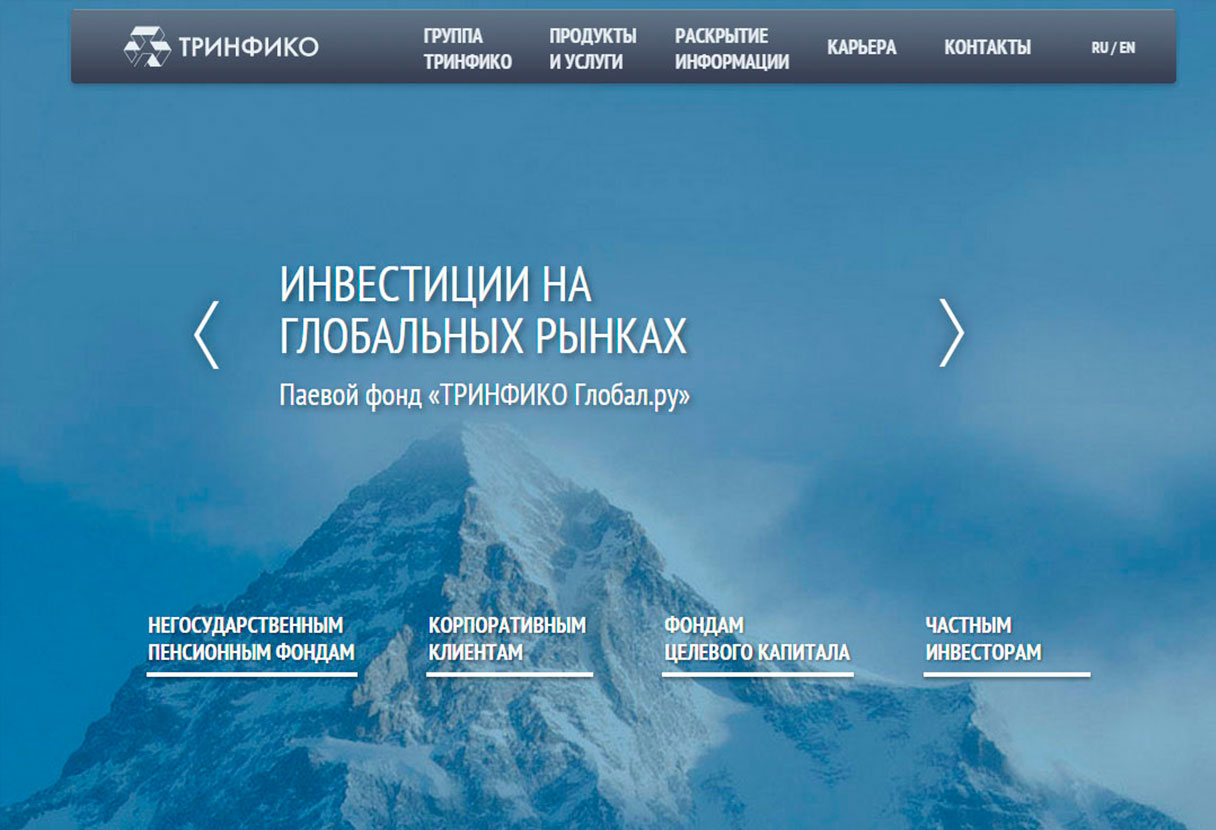 ТРИНФИКО
ГРУППА
ТРИНФИКО
ПРОДУКТЫ
И УСЛУГИ
РАСКРЫТИЕ
ИНФОРМАЦИИ
КАРЬЕРА
КОНТАКТЫ
RU / EN
ИНВЕСТИЦИИ НА
ГЛОБАЛЬНЫХ РЫНКАХ
Паевой фонд «ТРИНФИКО Глобал.ру»
НЕГОСУДАРСТВЕННЫМ
ПЕНСИОННЫМ ФОНДАМ
КОРПОРАТИВНЫМ
КЛИЕНТАМ
ФОНДАМ
ЦЕЛЕВОГО КАПИТАЛА
ЧАСТНЫМ
ИНВЕСТОРАМ